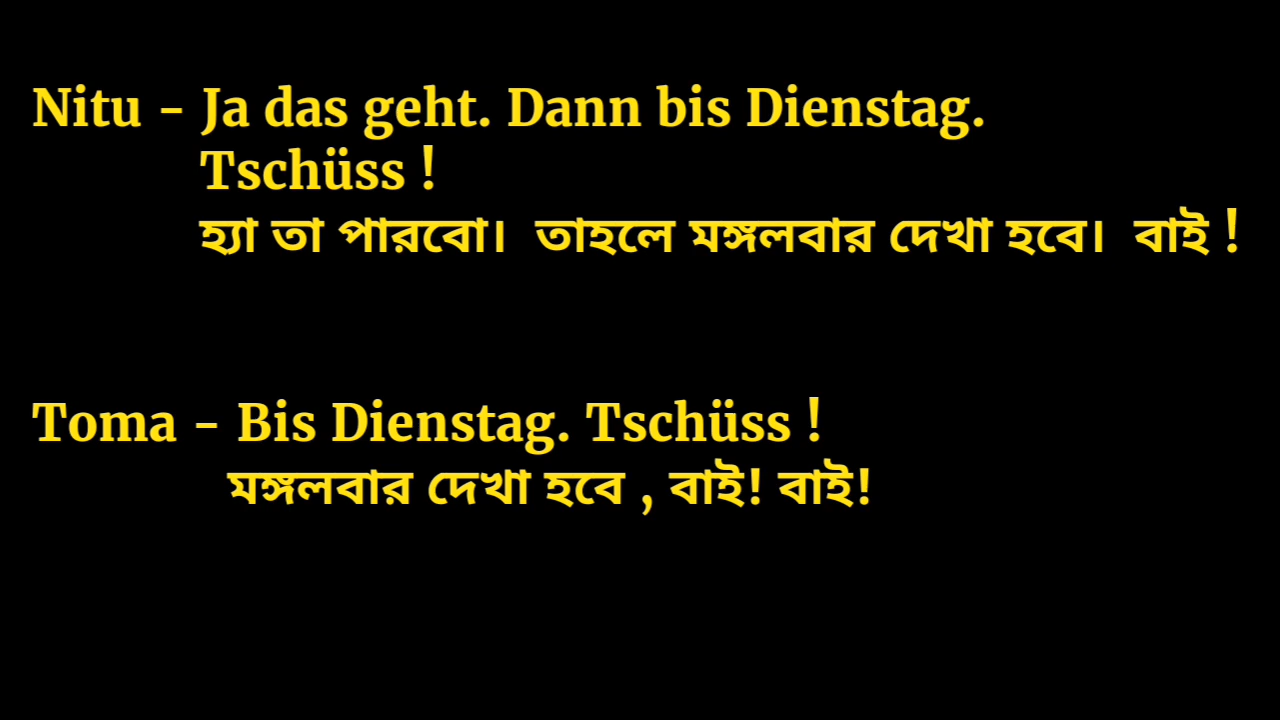 Nitu - Ja das geht. Dann bis Dienstag.
Tschüss !
হ্যা তা পারবো। তাহলে মঙ্গলবার দেখা হবে। বাই !
Toma - Bis Dienstag. Tschüss !
মঙ্গলবার দেখা হবে , বাই! বাই!